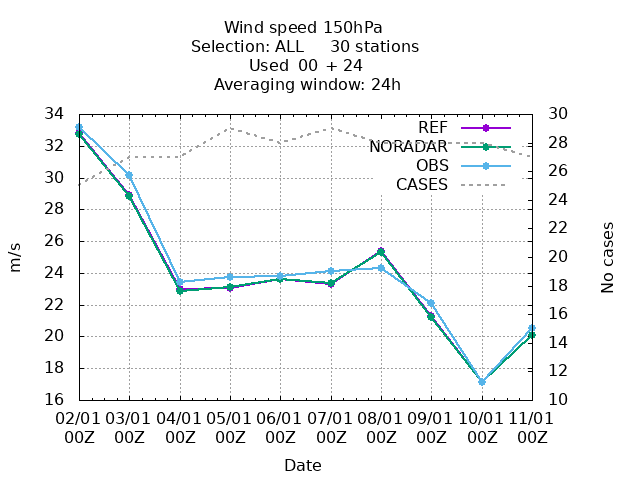 Wind speed 150hPa
Selection: ALL 30 stations
Used 00 + 24
Averaging window: 24h
34
32
30
28
26
24
22
20
18
16
m/s
30
28
26
24
22
20
18
16
14
12
10
No cases
REF
NORADAR
OBS
CASES
02/01 03/01 04/01 05/01 06/01 07/01 08/01 09/01 10/01 11/01
00Z 00Z 00Z 00Z 00Z 00Z 00Z 00Z 00Z 00Z
Date